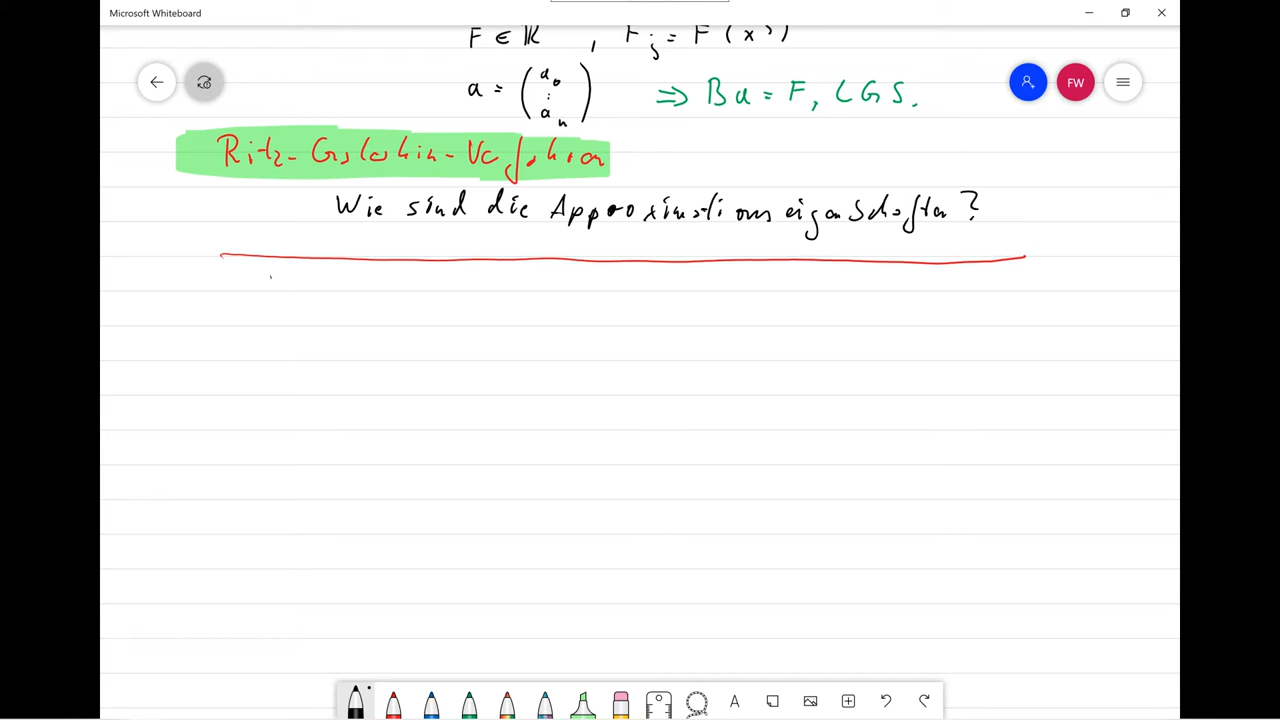 Microsoft Whiteboard
F ∈ ℝ , F_j = F(x^j)
FW
a = (a_0 ⋮ a_n) ⇒ Ba = F, LGS.
Ritz-Galerkin-Verfahren
Wie sind die Approximationseigenschaften?
A